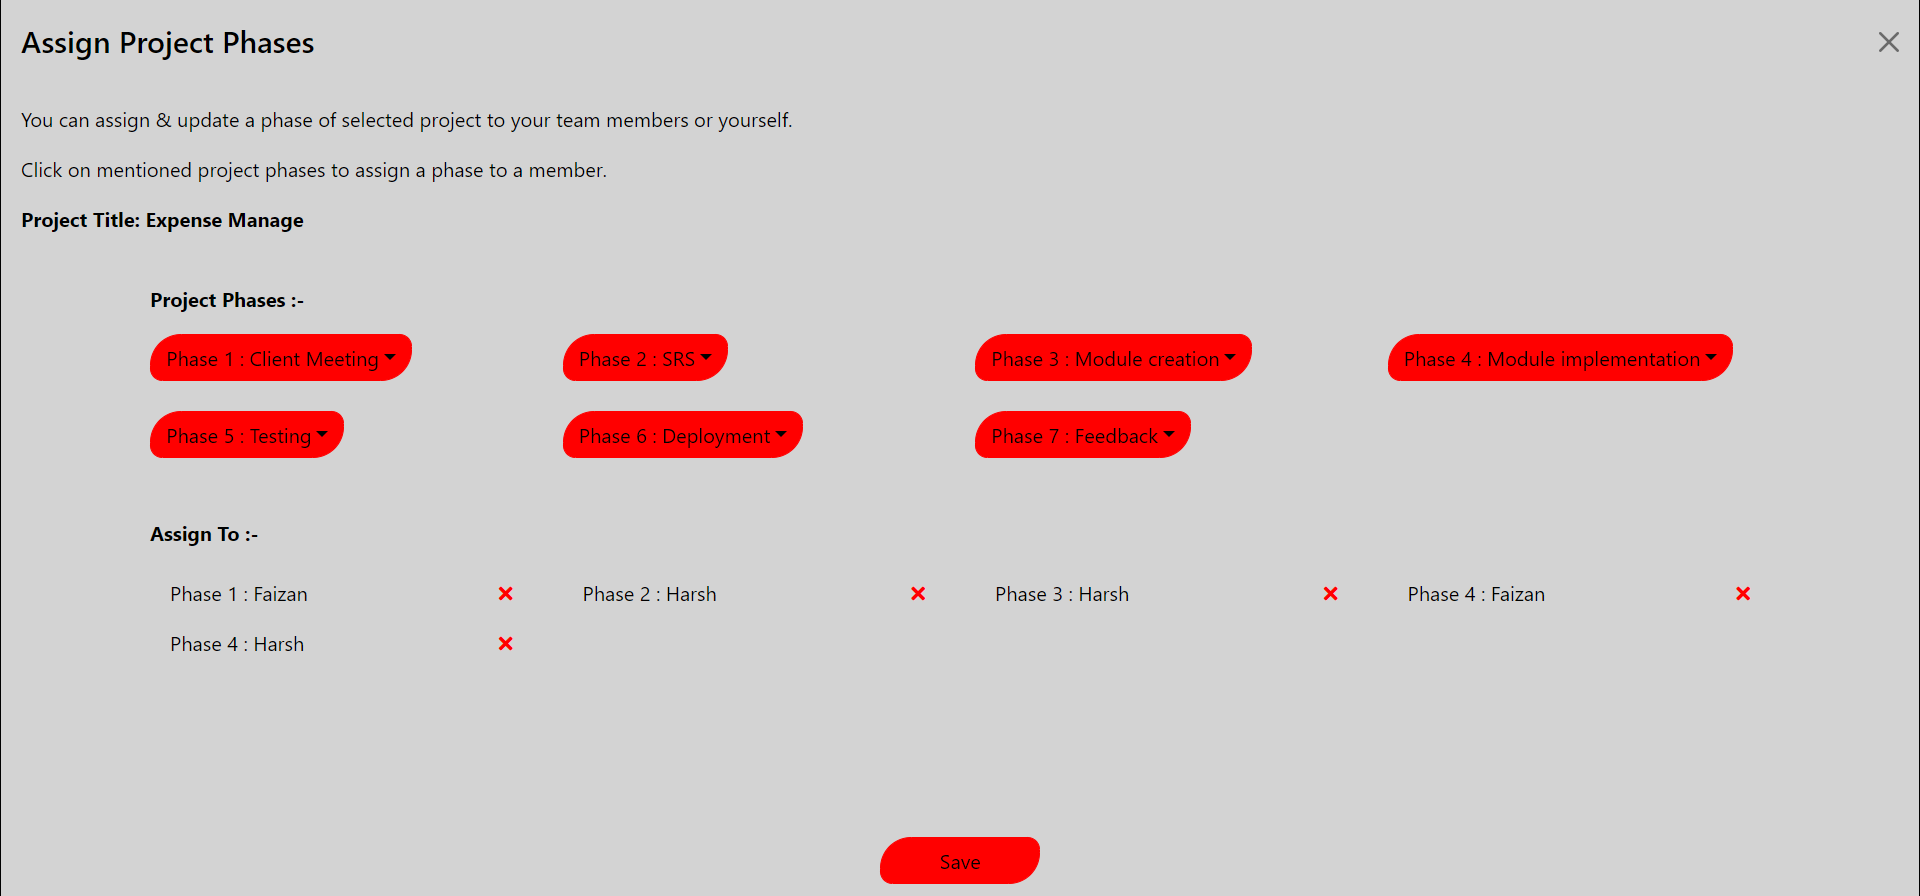 Assign Project Phases
You can assign & update a phase of selected project to your team members or yourself.
Click on mentioned project phases to assign a phase to a member.
Project Title: Expense Manage
Project Phases :-
Phase 1 : Client Meeting
Phase 2 : SRS
Phase 3 : Module creation
Phase 4 : Module implementation
Phase 5 : Testing
Phase 6 : Deployment
Phase 7 : Feedback
Assign To :-
Phase 1 : Faizan
Phase 2 : Harsh
Phase 3 : Harsh
Phase 4 : Faizan
Phase 4 : Harsh
Save